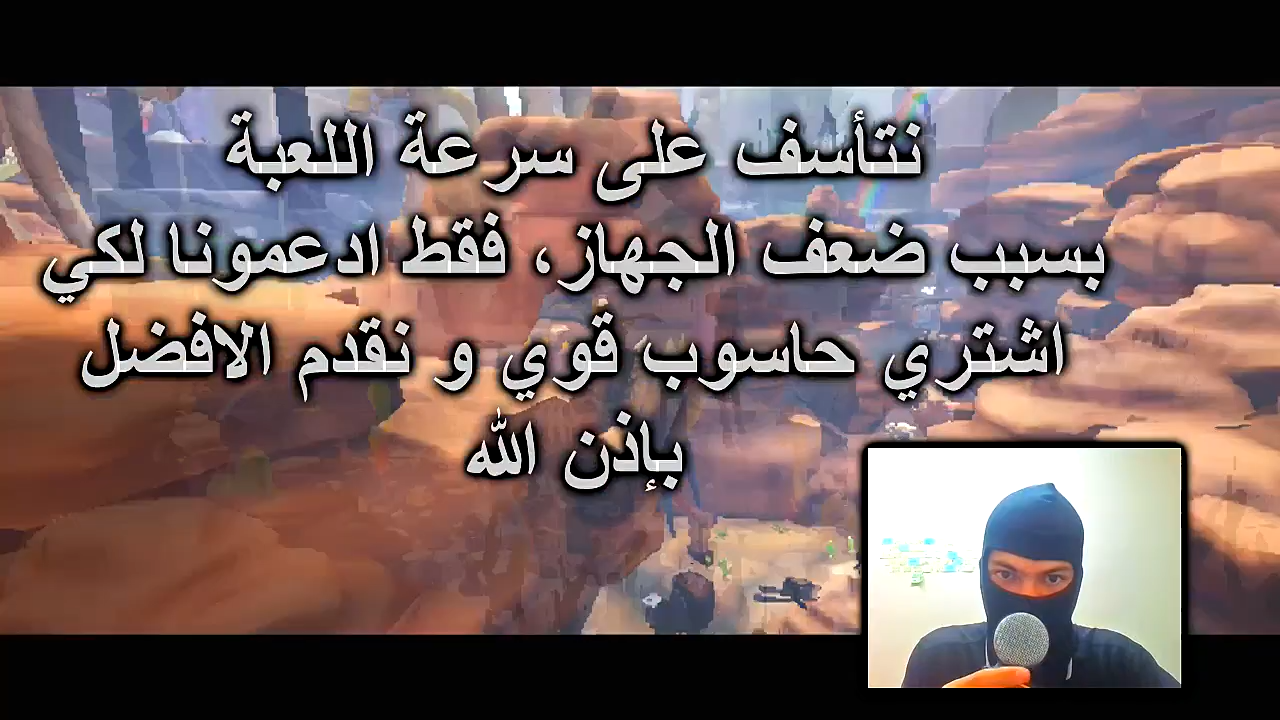 نتأسف على سرعة اللعبة
بسبب ضعف الجهاز، فقط ادعمونا لكي
اشتري حاسوب قوي و نقدم الافضل
بإذن الله